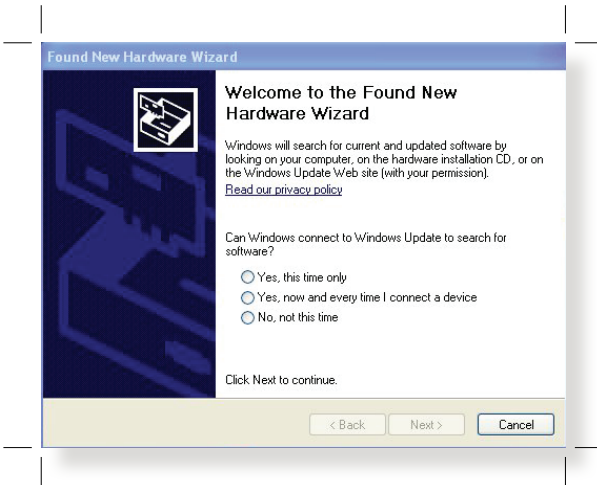 Found New Hardware Wizard
Welcome to the Found New
Hardware Wizard
Windows will search for current and updated software by
looking on your computer, on the hardware installation CD, or on
the Windows Update Web site (with your permission).
Read our privacy policy
Can Windows connect to Windows Update to search for
software?
Yes, this time only
Yes, now and every time I connect a device
No, not this time
Click Next to continue.
< Back Next > Cancel